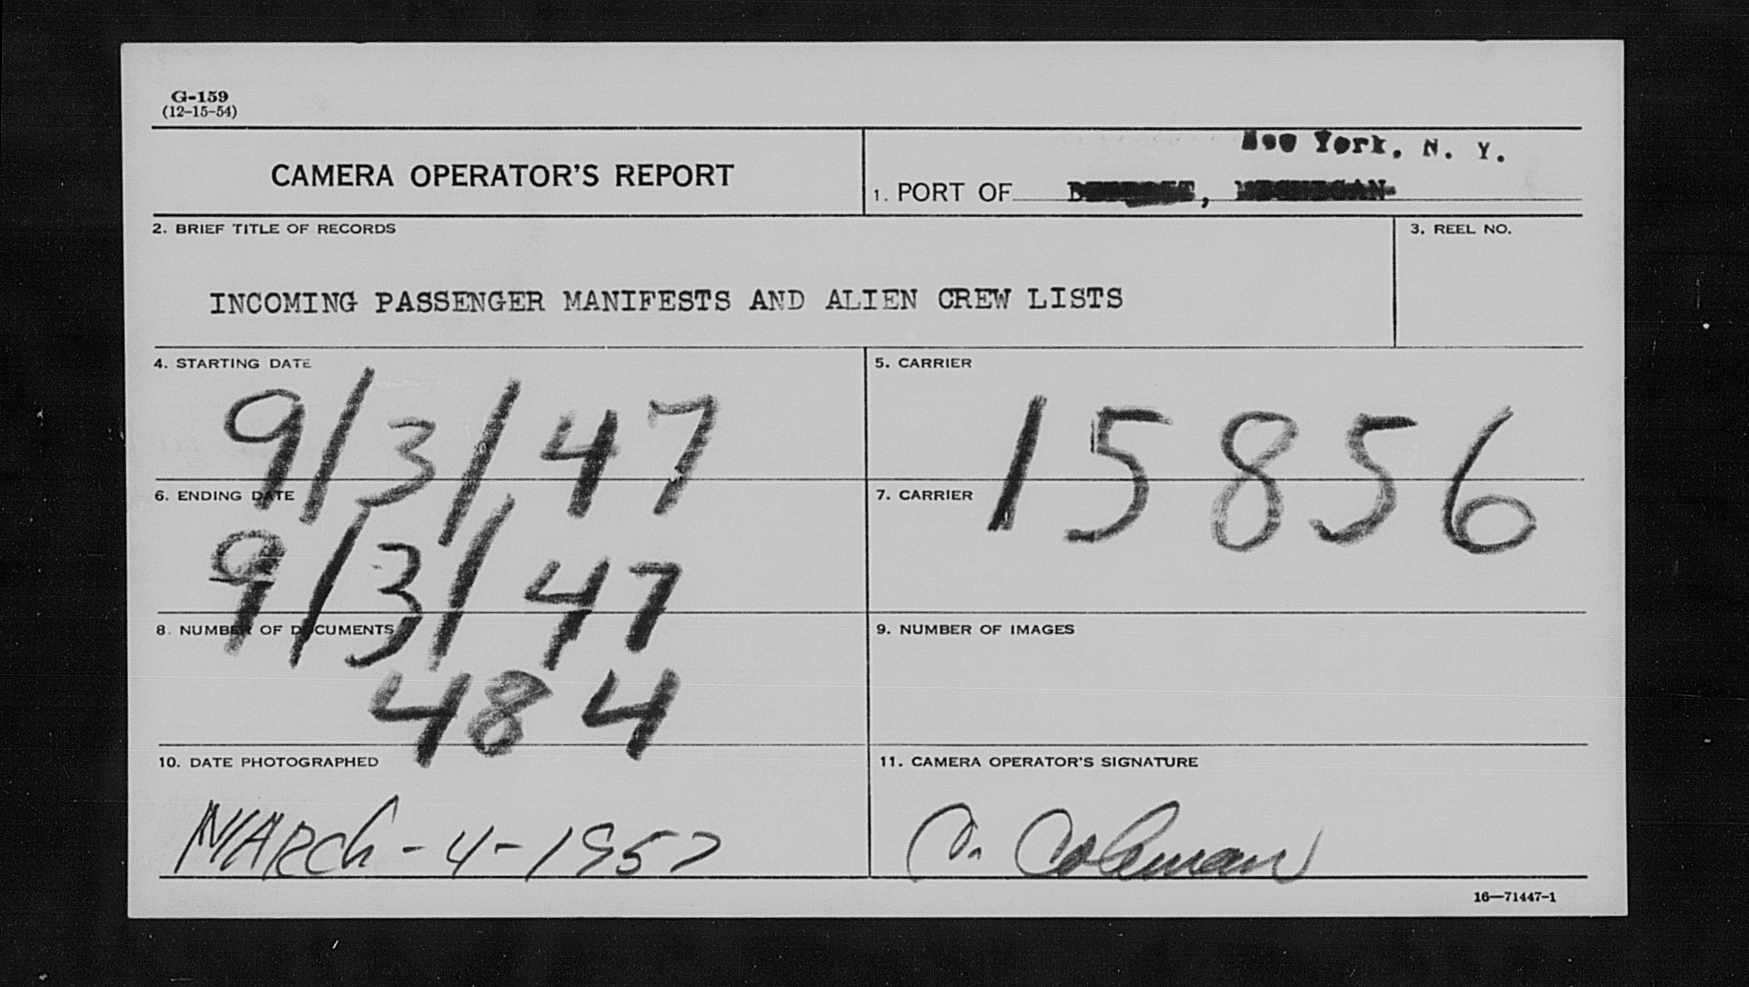 G-159
(12-15-54)
CAMERA OPERATOR'S REPORT
New York, N. Y.
1. PORT OF
2. BRIEF TITLE OF RECORDS
3. REEL NO.
INCOMING PASSENGER MANIFESTS AND ALIEN CREW LISTS
4. STARTING DATE
9/3/47
5. CARRIER
15856
6. ENDING DATE
9/3/47
7. CARRIER
8. NUMBER OF DOCUMENTS
484
9. NUMBER OF IMAGES
10. DATE PHOTOGRAPHED
MARCh-4-1957
11. CAMERA OPERATOR'S SIGNATURE
C. Coleman
16—71447-1